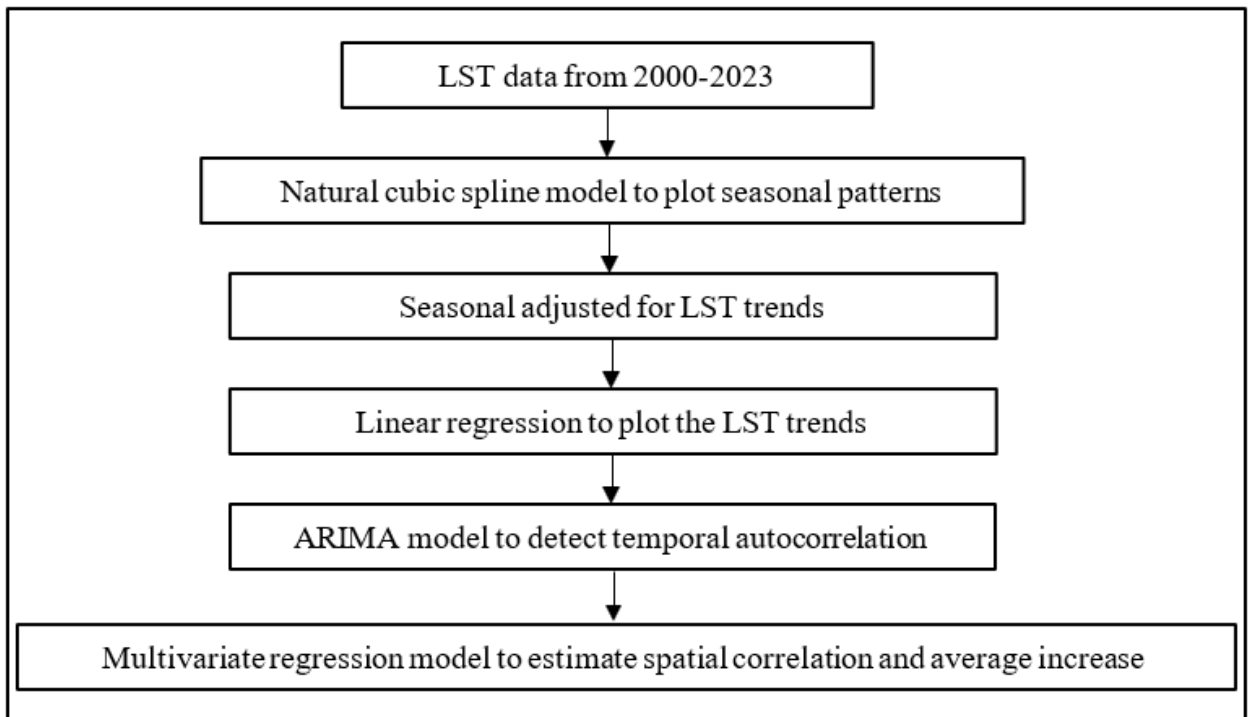 LST data from 2000-2023
Natural cubic spline model to plot seasonal patterns
Seasonal adjusted for LST trends
Linear regression to plot the LST trends
ARIMA model to detect temporal autocorrelation
Multivariate regression model to estimate spatial correlation and average increase